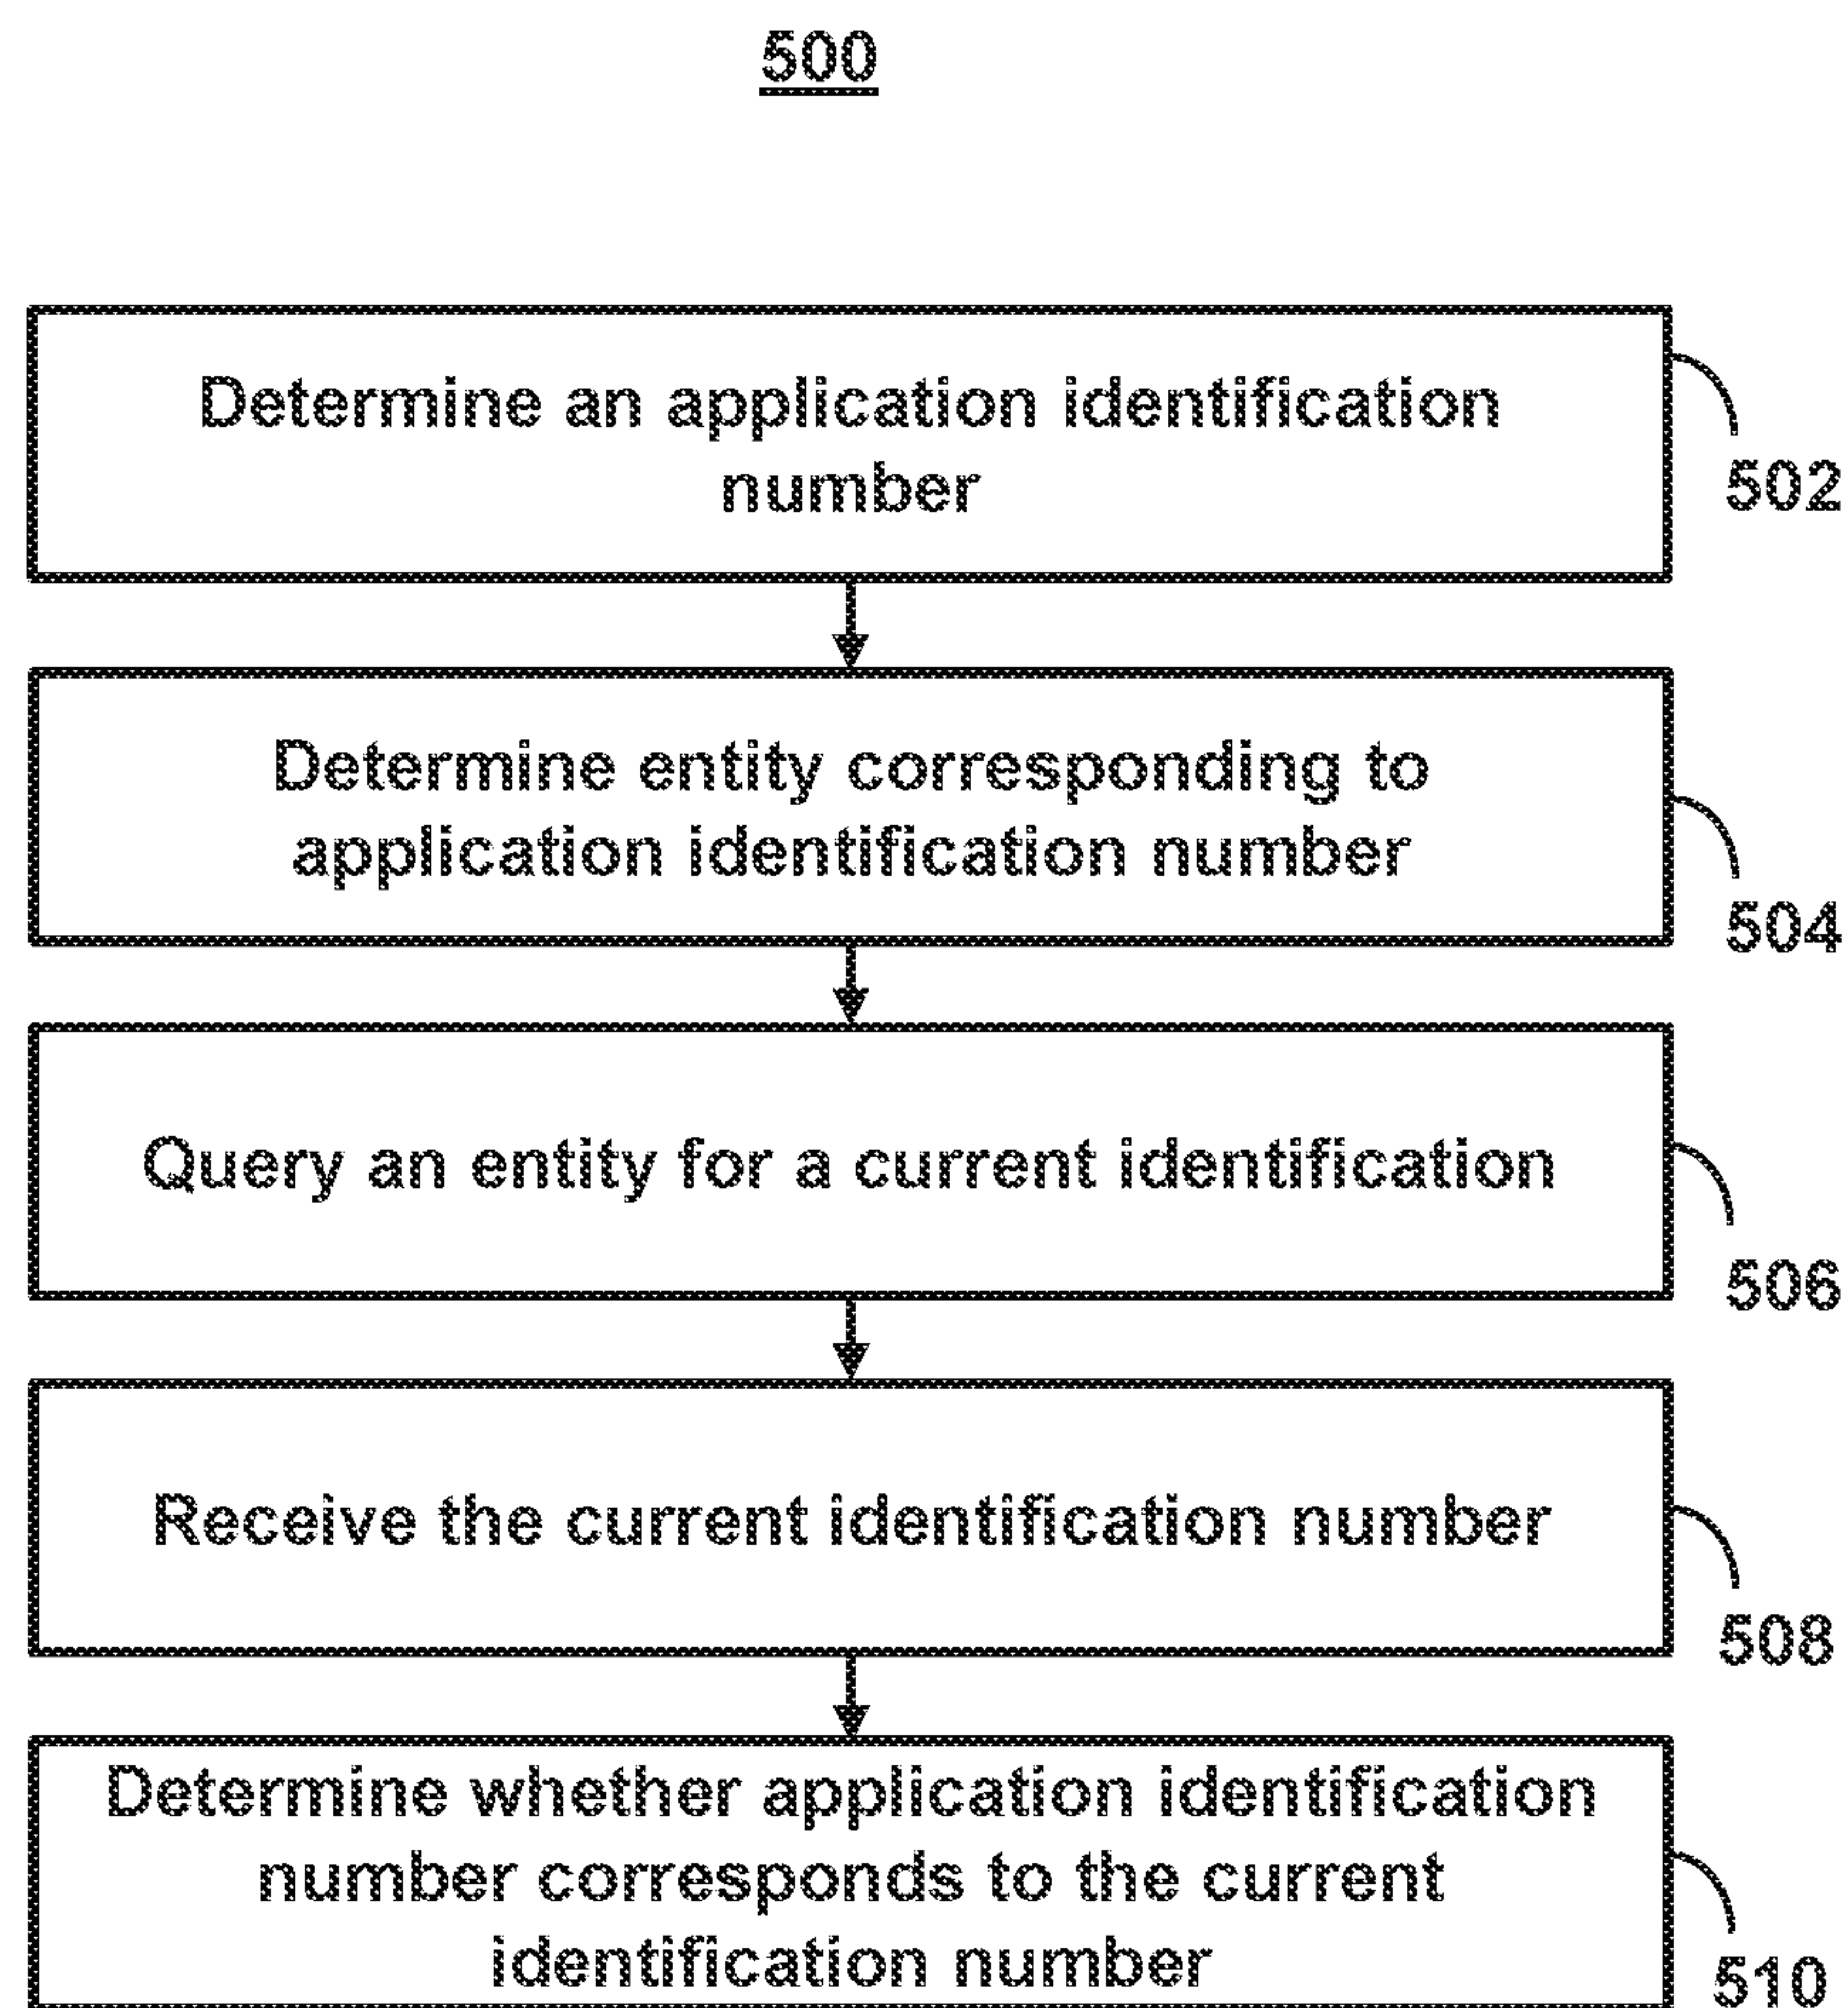 500
Determine an application identification
number
502
Determine entity corresponding to
application identification number
504
Query an entity for a current identification
506
Receive the current identification number
508
Determine whether application identification
number corresponds to the current
identification number
510